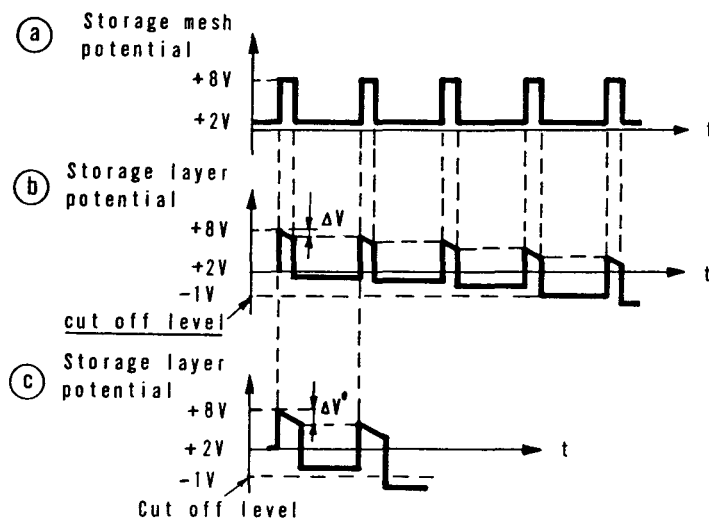 a
Storage mesh
potential
+8V
+2V
t
b
Storage layer
potential
ΔV
+8V
+2V
t
-1V
cut off level
Storage layer
c
potential
ΔV'
+8V
+2V
t
-1V
Cut off level